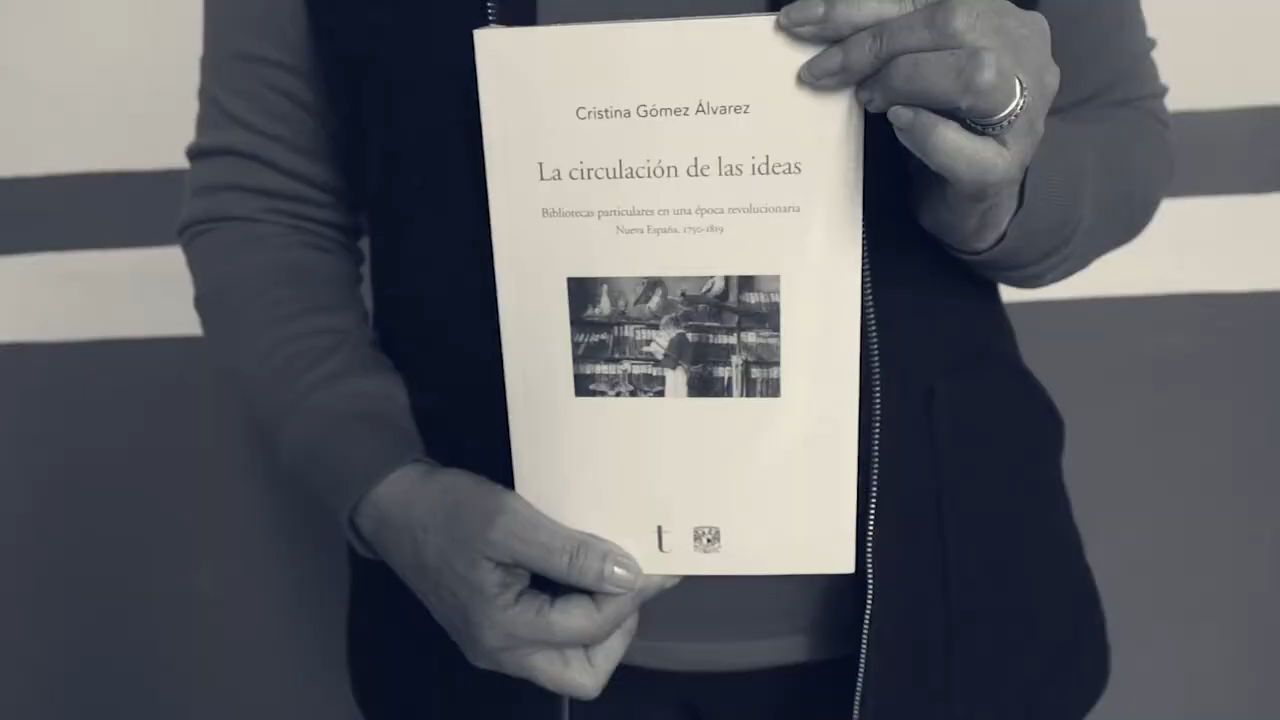 Cristina Gómez Álvarez
La circulación de las ideas
Bibliotecas particulares en una época revolucionaria
Nueva España, 1750-1819
t